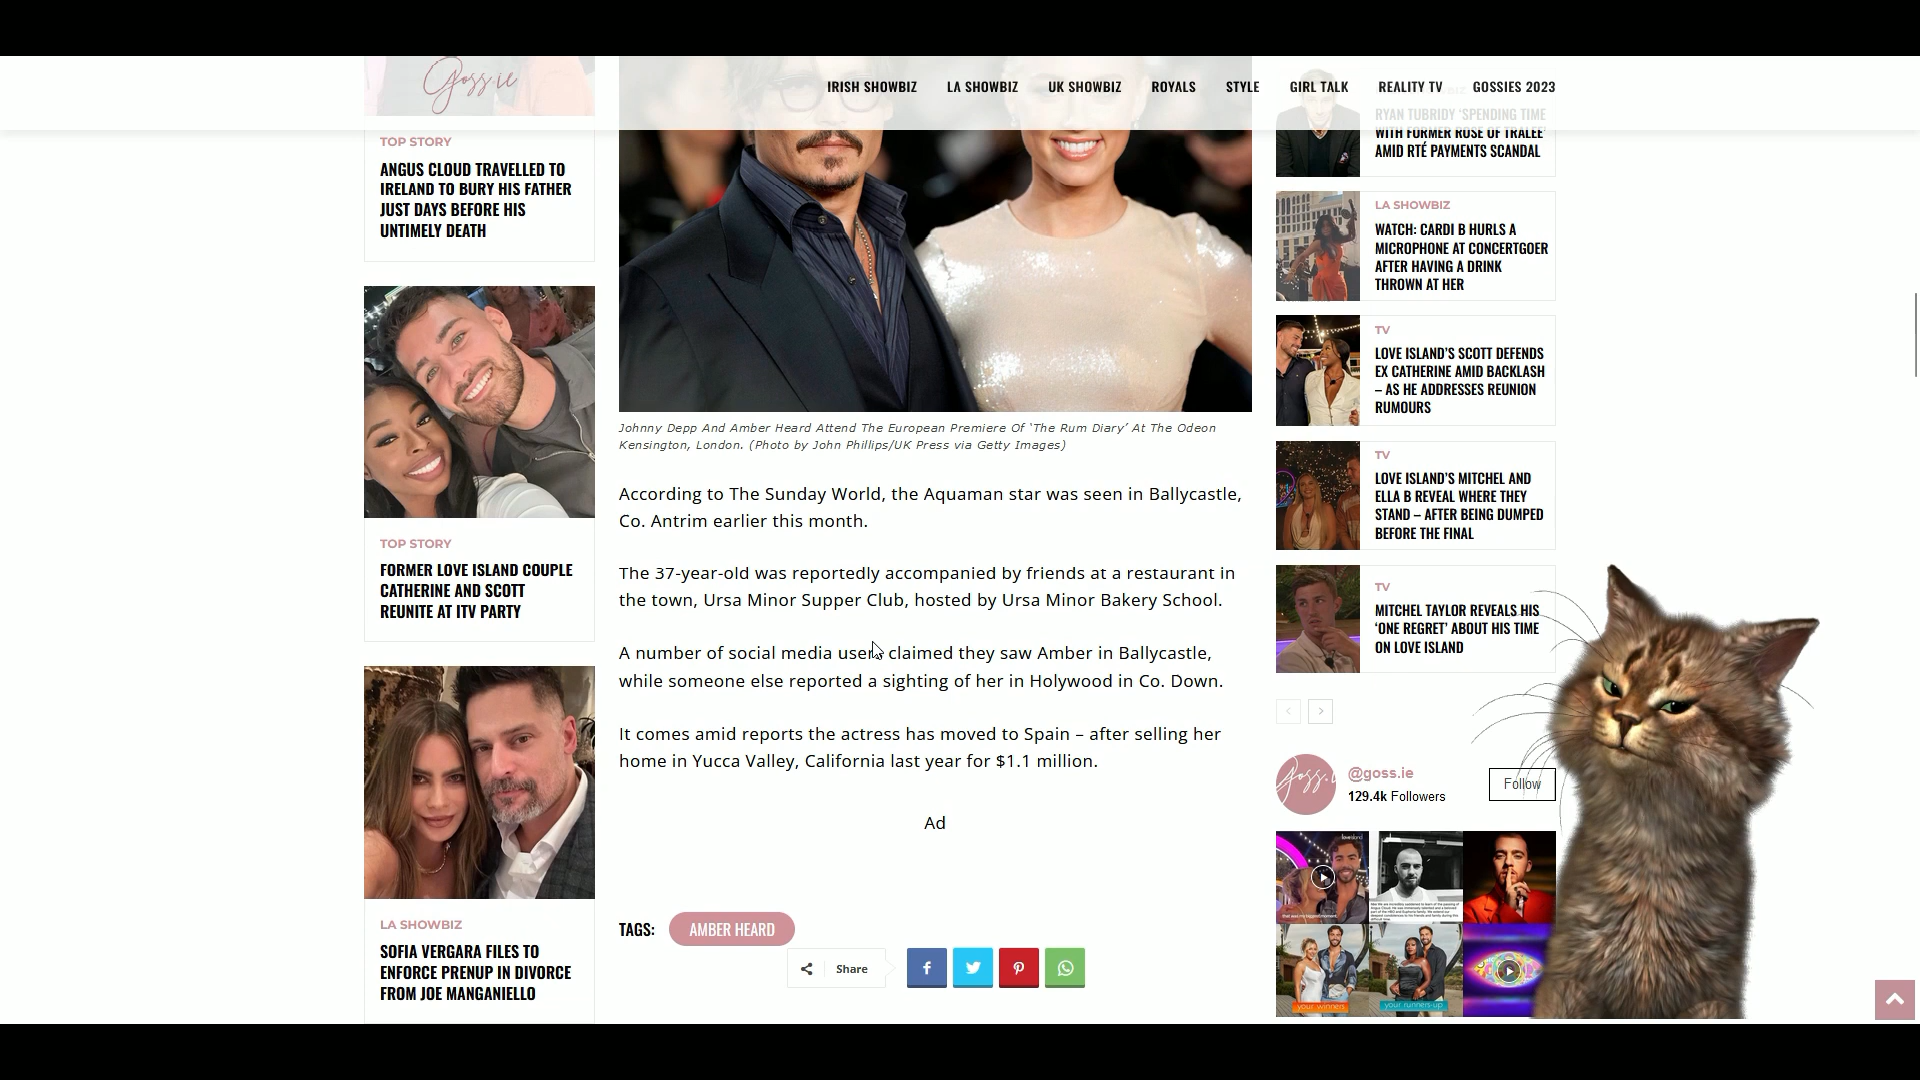 Goss.ie
IRISH SHOWBIZ LA SHOWBIZ UK SHOWBIZ ROYALS STYLE GIRL TALK REALITY TV GOSSIES 2023
TOP STORY
ANGUS CLOUD TRAVELLED TO
IRELAND TO BURY HIS FATHER
JUST DAYS BEFORE HIS
UNTIMELY DEATH
TOP STORY
FORMER LOVE ISLAND COUPLE
CATHERINE AND SCOTT
REUNITE AT ITV PARTY
LA SHOWBIZ
SOFIA VERGARA FILES TO
ENFORCE PRENUP IN DIVORCE
FROM JOE MANGANIELLO
Johnny Depp And Amber Heard Attend The European Premiere Of ‘The Rum Diary’ At The Odeon
Kensington, London. (Photo by John Phillips/UK Press via Getty Images)
According to The Sunday World, the Aquaman star was seen in Ballycastle,
Co. Antrim earlier this month.
The 37-year-old was reportedly accompanied by friends at a restaurant in
the town, Ursa Minor Supper Club, hosted by Ursa Minor Bakery School.
A number of social media users claimed they saw Amber in Ballycastle,
while someone else reported a sighting of her in Holywood in Co. Down.
It comes amid reports the actress has moved to Spain – after selling her
home in Yucca Valley, California last year for $1.1 million.
Ad
TAGS: AMBER HEARD
Share
RYAN TUBRIDY ‘SPENDING TIME
WITH FORMER ROSE OF TRALEE’
AMID RTÉ PAYMENTS SCANDAL
LA SHOWBIZ
WATCH: CARDI B HURLS A
MICROPHONE AT CONCERTGOER
AFTER HAVING A DRINK
THROWN AT HER
TV
LOVE ISLAND’S SCOTT DEFENDS
EX CATHERINE AMID BACKLASH
– AS HE ADDRESSES REUNION
RUMOURS
TV
LOVE ISLAND’S MITCHEL AND
ELLA B REVEAL WHERE THEY
STAND – AFTER BEING DUMPED
BEFORE THE FINAL
TV
MITCHEL TAYLOR REVEALS HIS
‘ONE REGRET’ ABOUT HIS TIME
ON LOVE ISLAND
@goss.ie
129.4k Followers
Follow
your winners
your runners-up